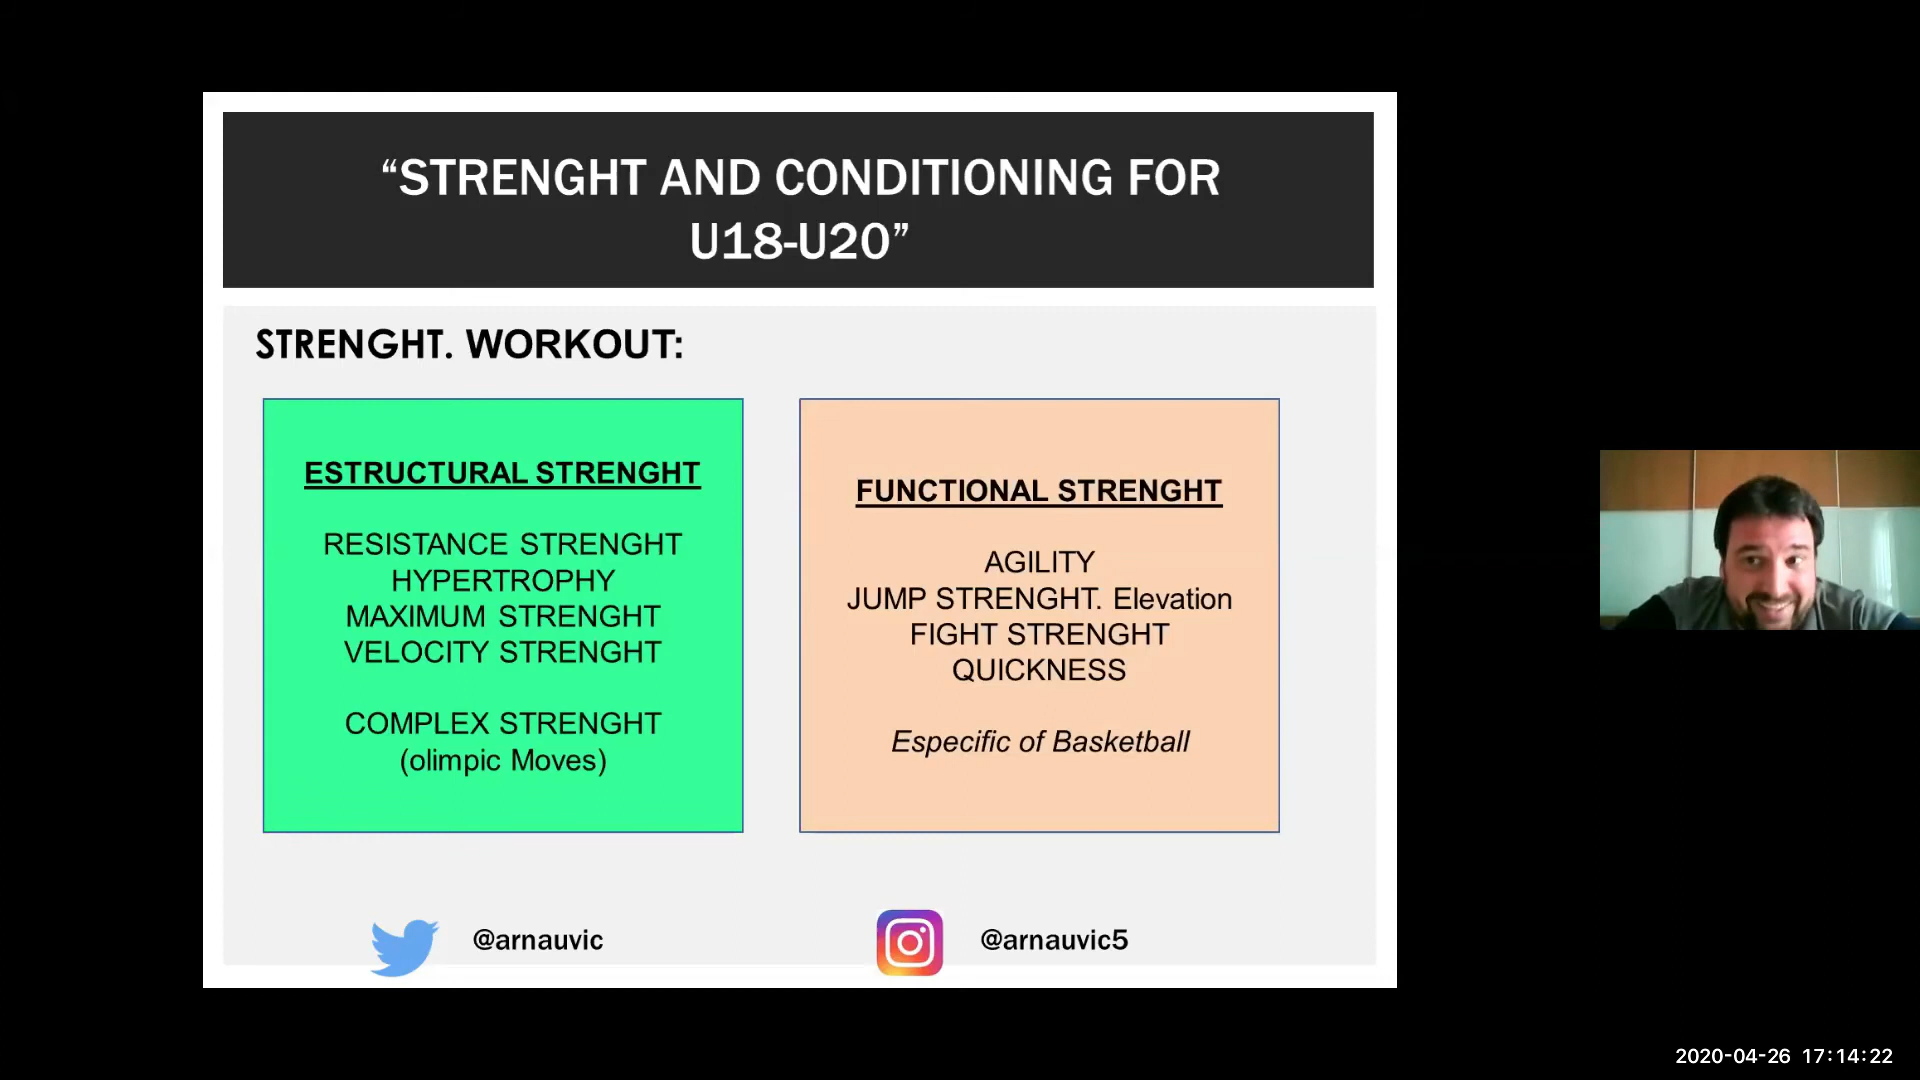 “STRENGHT AND CONDITIONING FOR
U18-U20”
STRENGHT. WORKOUT:
ESTRUCTURAL STRENGHT
RESISTANCE STRENGHT
HYPERTROPHY
MAXIMUM STRENGHT
VELOCITY STRENGHT
COMPLEX STRENGHT
(olimpic Moves)
FUNCTIONAL STRENGHT
AGILITY
JUMP STRENGHT. Elevation
FIGHT STRENGHT
QUICKNESS
Especific of Basketball
@arnauvic
@arnauvic5
2020-04-26 17:14:22